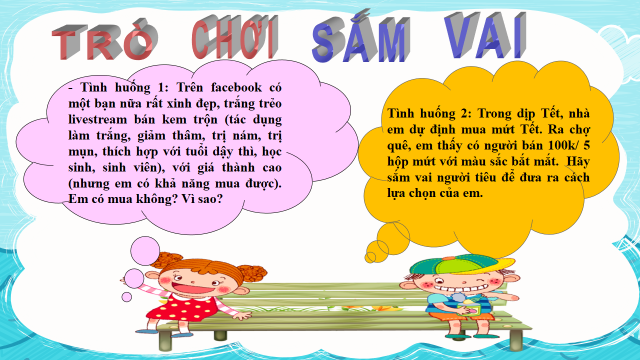 TRÒ CHƠI SẮM VAI
- Tình huống 1: Trên facebook có
một bạn nữa rất xinh đẹp, trắng trẻo
livestream bán kem trộn (tác dụng
làm trắng, giảm thâm, trị nám, trị
mụn, thích hợp với tuổi dậy thì, học
sinh, sinh viên), với giá thành cao
(nhưng em có khả năng mua được).
Em có mua không? Vì sao?
Tình huống 2: Trong dịp Tết, nhà
em dự định mua mứt Tết. Ra chợ
quê, em thấy có người bán 100k/ 5
hộp mứt với màu sắc bắt mắt. Hãy
sắm vai người tiêu để đưa ra cách
lựa chọn của em.